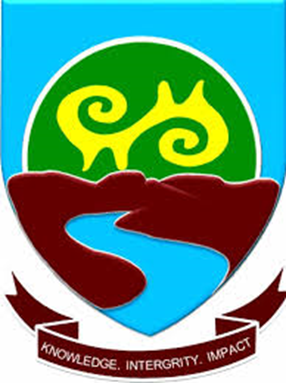 KNOWLEDGE. INTERGRITY. IMPACT